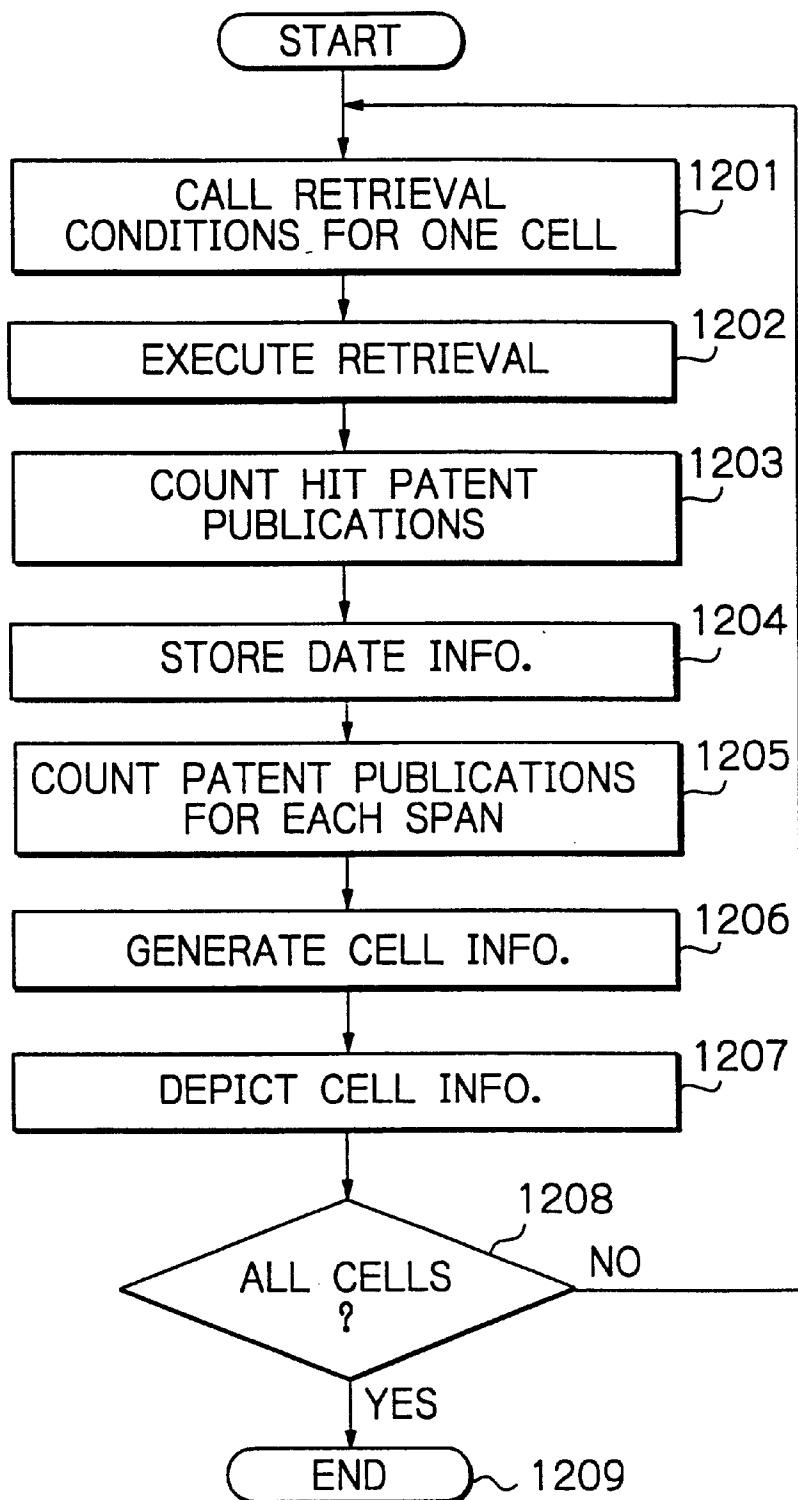 START
CALL RETRIEVAL
CONDITIONS FOR ONE CELL
1201
EXECUTE RETRIEVAL
1202
COUNT HIT PATENT
PUBLICATIONS
1203
STORE DATE INFO.
1204
COUNT PATENT PUBLICATIONS
FOR EACH SPAN
1205
GENERATE CELL INFO.
1206
DEPICT CELL INFO.
1207
ALL CELLS
?
1208
NO
YES
END
1209